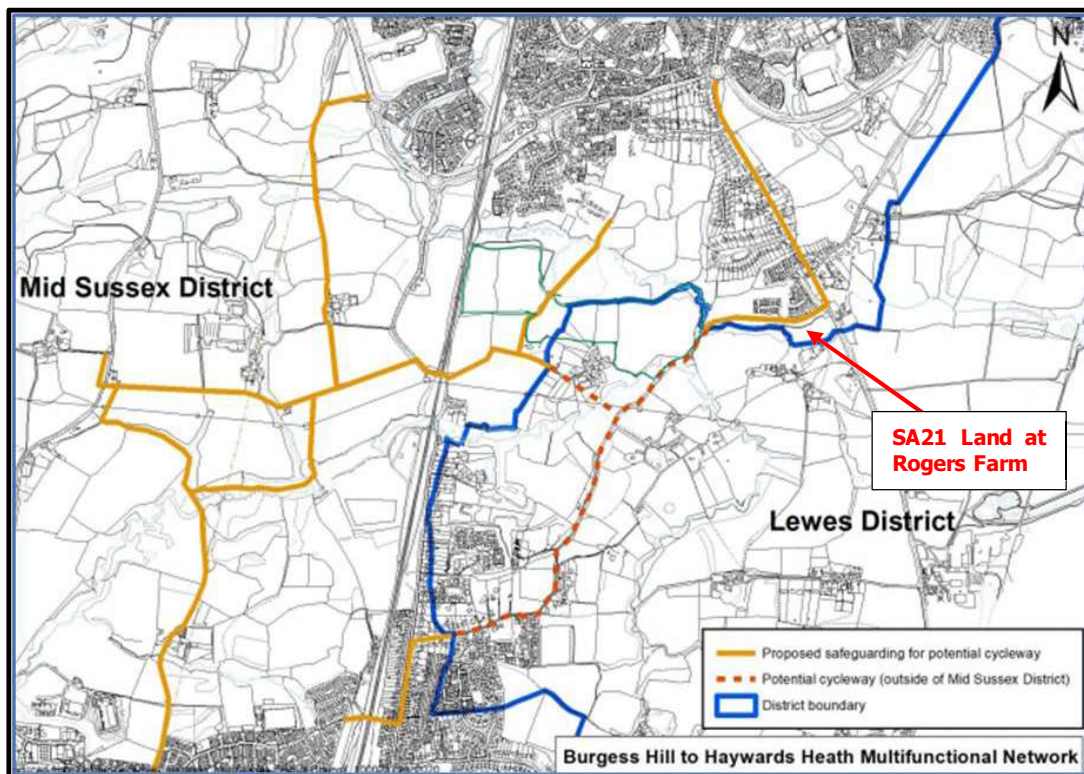 N
Mid Sussex District
SA21 Land at
Rogers Farm
Lewes District
Proposed safeguarding for potential cycleway
Potential cycleway (outside of Mid Sussex District)
District boundary
Burgess Hill to Haywards Heath Multifunctional Network